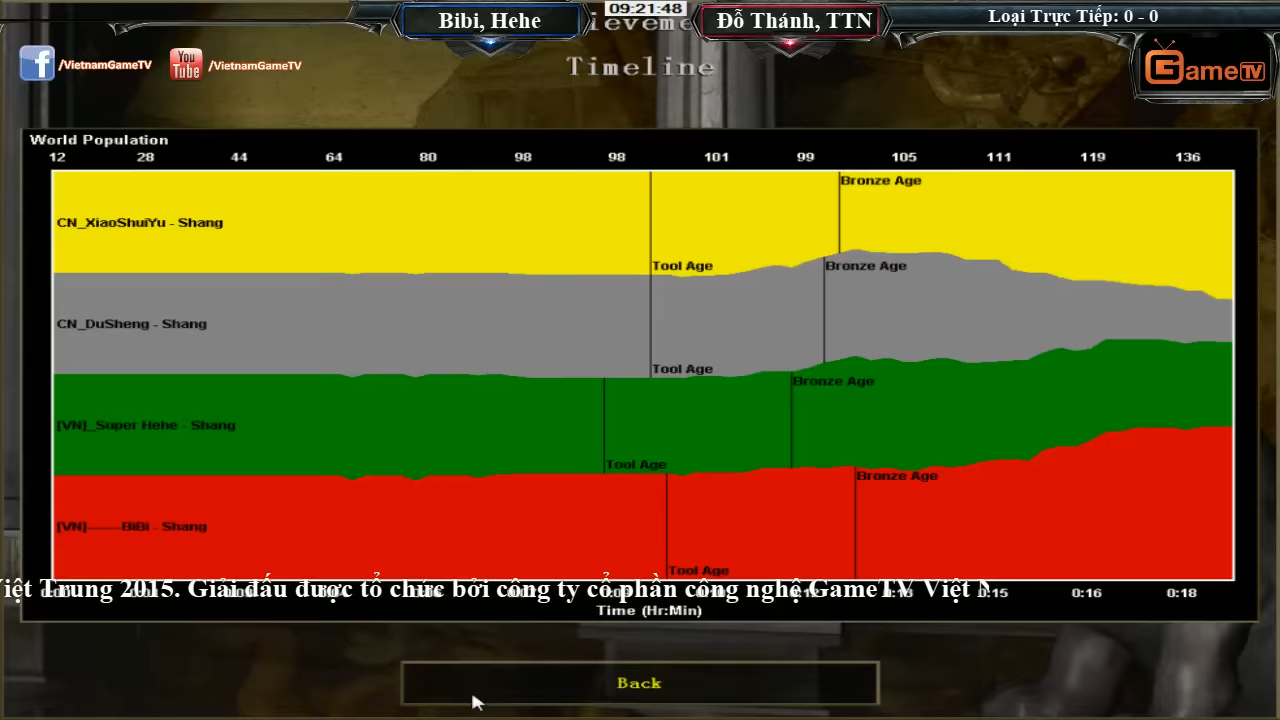 09:21:48
Bibi, Hehe
Đỗ Thánh, TTN
Loại Trực Tiếp: 0 - 0
f /VietnamGameTV
You Tube /VietnamGameTV
GameTV
Timeline
World Population
12 28 44 64 80 98 98 101 99 105 111 119 136
Bronze Age
CN_XiaoShuiYu - Shang
Tool Age
Bronze Age
CN_DuSheng - Shang
Tool Age
Bronze Age
[VN]_Super Hehe - Shang
Tool Age
Bronze Age
[VN]-------BiBi - Shang
Tool Age
Việt Trung 2015. Giải đấu được tổ chức bởi công ty cổ phần công nghệ GameTV Việt
0:15 0:16 0:18
Time (Hr:Min)
Back